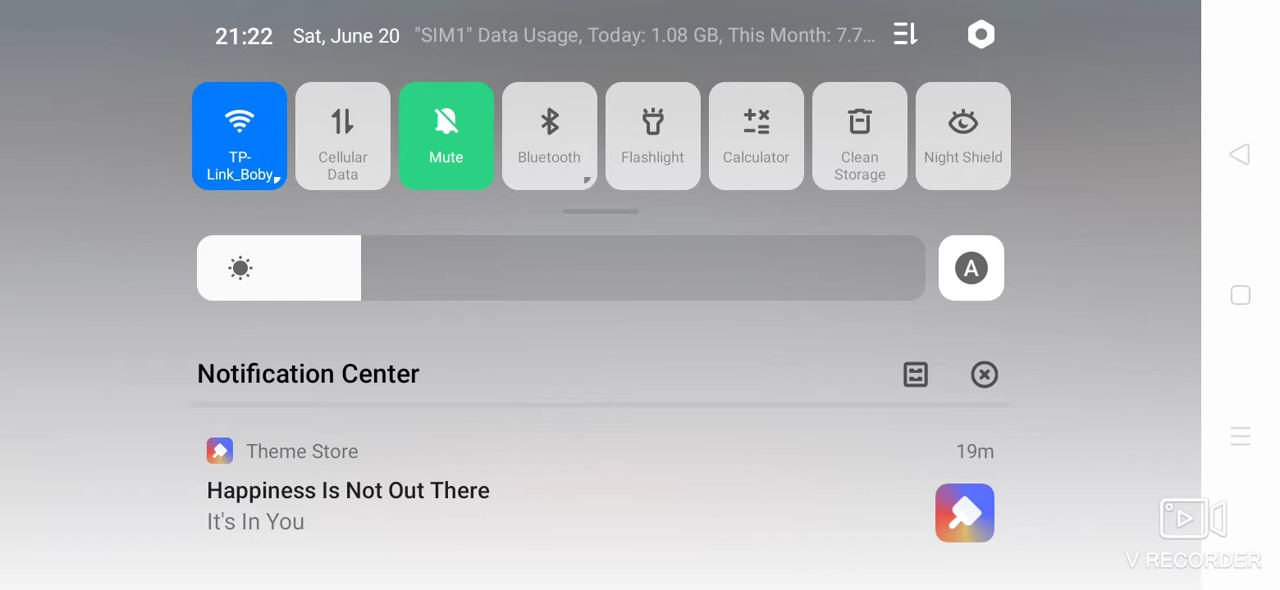 21:22 Sat, June 20 "SIM1" Data Usage, Today: 1.08 GB, This Month: 7.7...
TP-
Link_Boby
Cellular
Data
Mute
Bluetooth
Flashlight
Calculator
Clean
Storage
Night Shield
A
Notification Center
Theme Store 19m
Happiness Is Not Out There
It's In You
V RECORDER